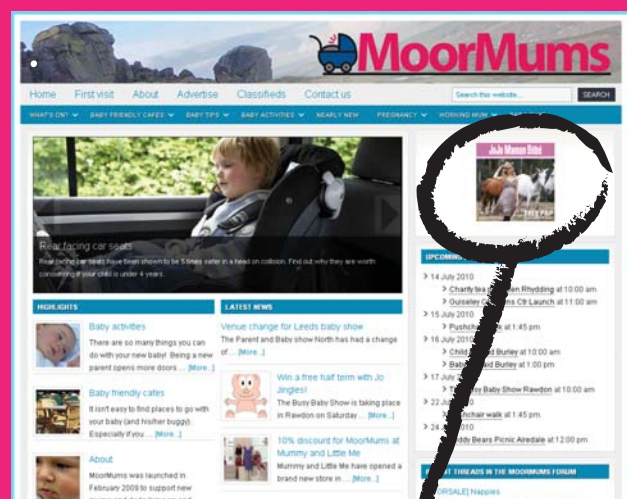 MoorMums
Home First visit About Advertise Classifieds Contact us
Search this website... SEARCH
WHAT'S ON? BABY FRIENDLY CAFES BABY TIPS BABY ACTIVITIES NEARLY NEW PREGNANCY WORKING MUM
JoJo Maman Bébé
Rear facing car seats
Rear facing car seats have been shown to be 5 times safer in a head on collision. Find out why they are worth
considering if your child is under 4 years.
HIGHLIGHTS
Baby activities
There are so many things you can
do with your new baby! Being a new
parent opens more doors ... [More..]
Baby friendly cafes
It isn't easy to find places to go with
your baby (and his/her buggy).
Especially if you ... [More..]
About
MoorMums was launched in
February 2009 to support new
LATEST NEWS
Venue change for Leeds baby show
The Parent and Baby show North has had a change
of ... [More..]
Win a free half term with Jo
Jingles!
The Busy Baby Show is taking place
in Rawdon on Saturday ... [More..]
10% discount for MoorMums at
Mummy and Little Me
Mummy and Little Me have opened a
brand new store in ... [More..]
UPCOMING
14 July 2010
Charity tea Rhydding at 10:00 am
Guiseley Ctr Launch at 11:00 am
15 July 2010
Pushchair at 1:45 pm
16 July 2010
Burley at 10:00 am
Burley at 1:00 pm
17 July
Busy Baby Show Rawdon at 10:00 am
22
walk at 1:45 pm
24 2010
Teddy Bears Picnic Airedale at 12:00 pm
THREADS IN THE MOORMUMS FORUM
[FORSALE] Nappies